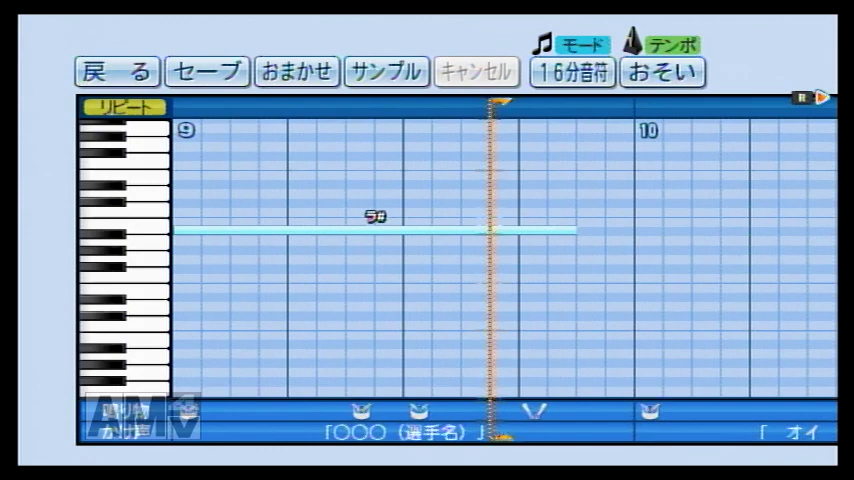 モード テンポ
戻る セーブ おまかせ サンプル キャンセル 16分音符 おそい
R
リピート
9 10
ラ#
鳴り物
AMV
かけ声 「〇〇〇（選手名）」 「 オイ